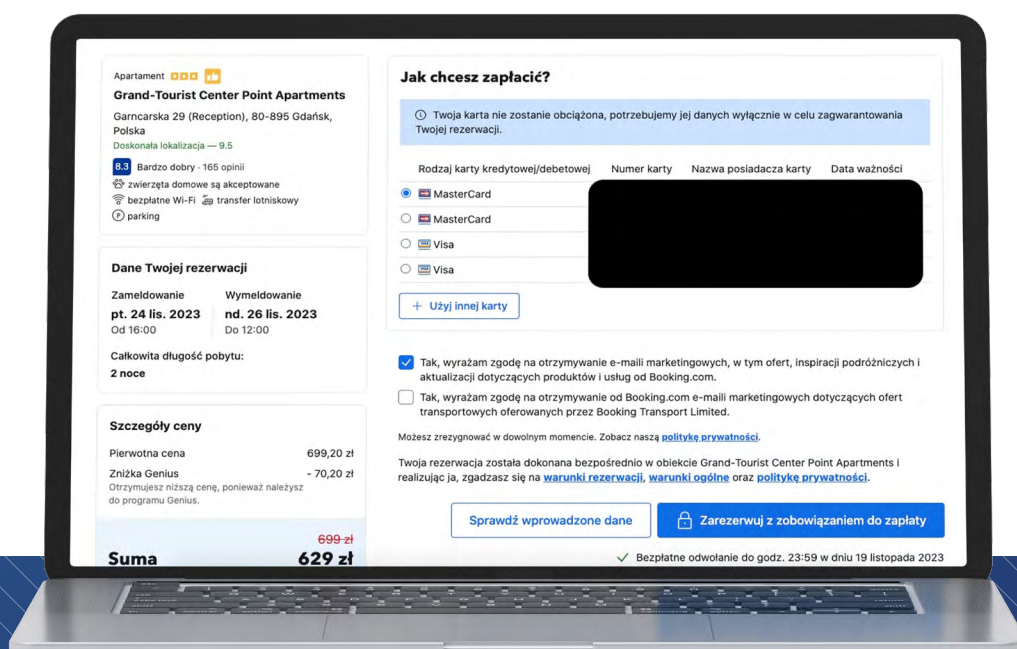 Apartament
Grand-Tourist Center Point Apartments
Garncarska 29 (Reception), 80-895 Gdańsk,
Polska
Doskonała lokalizacja — 9.5
8.3 Bardzo dobry · 165 opinii
zwierzęta domowe są akceptowane
bezpłatne Wi-Fi transfer lotniskowy
P parking
Dane Twojej rezerwacji
Zameldowanie Wymeldowanie
pt. 24 lis. 2023 nd. 26 lis. 2023
Od 16:00 Do 12:00
Całkowita długość pobytu:
2 noce
Szczegóły ceny
Pierwotna cena 699,20 zł
Zniżka Genius - 70,20 zł
Otrzymujesz niższą cenę, ponieważ należysz
do programu Genius.
699 zł
Suma 629 zł
Jak chcesz zapłacić?
Twoja karta nie zostanie obciążona, potrzebujemy jej danych wyłącznie w celu zagwarantowania
Twojej rezerwacji.
Rodzaj karty kredytowej/debetowej Numer karty Nazwa posiadacza karty Data ważności
MasterCard
MasterCard
Visa
Visa
+ Użyj innej karty
Tak, wyrażam zgodę na otrzymywanie e-maili marketingowych, w tym ofert, inspiracji podróżniczych i
aktualizacji dotyczących produktów i usług od Booking.com.
Tak, wyrażam zgodę na otrzymywanie od Booking.com e-maili marketingowych dotyczących ofert
transportowych oferowanych przez Booking Transport Limited.
Możesz zrezygnować w dowolnym momencie. Zobacz naszą politykę prywatności.
Twoja rezerwacja została dokonana bezpośrednio w obiekcie Grand-Tourist Center Point Apartments i
realizując ja, zgadzasz się na warunki rezerwacji, warunki ogólne oraz politykę prywatności.
Sprawdź wprowadzone dane
Zarezerwuj z zobowiązaniem do zapłaty
Bezpłatne odwołanie do godz. 23:59 w dniu 19 listopada 2023